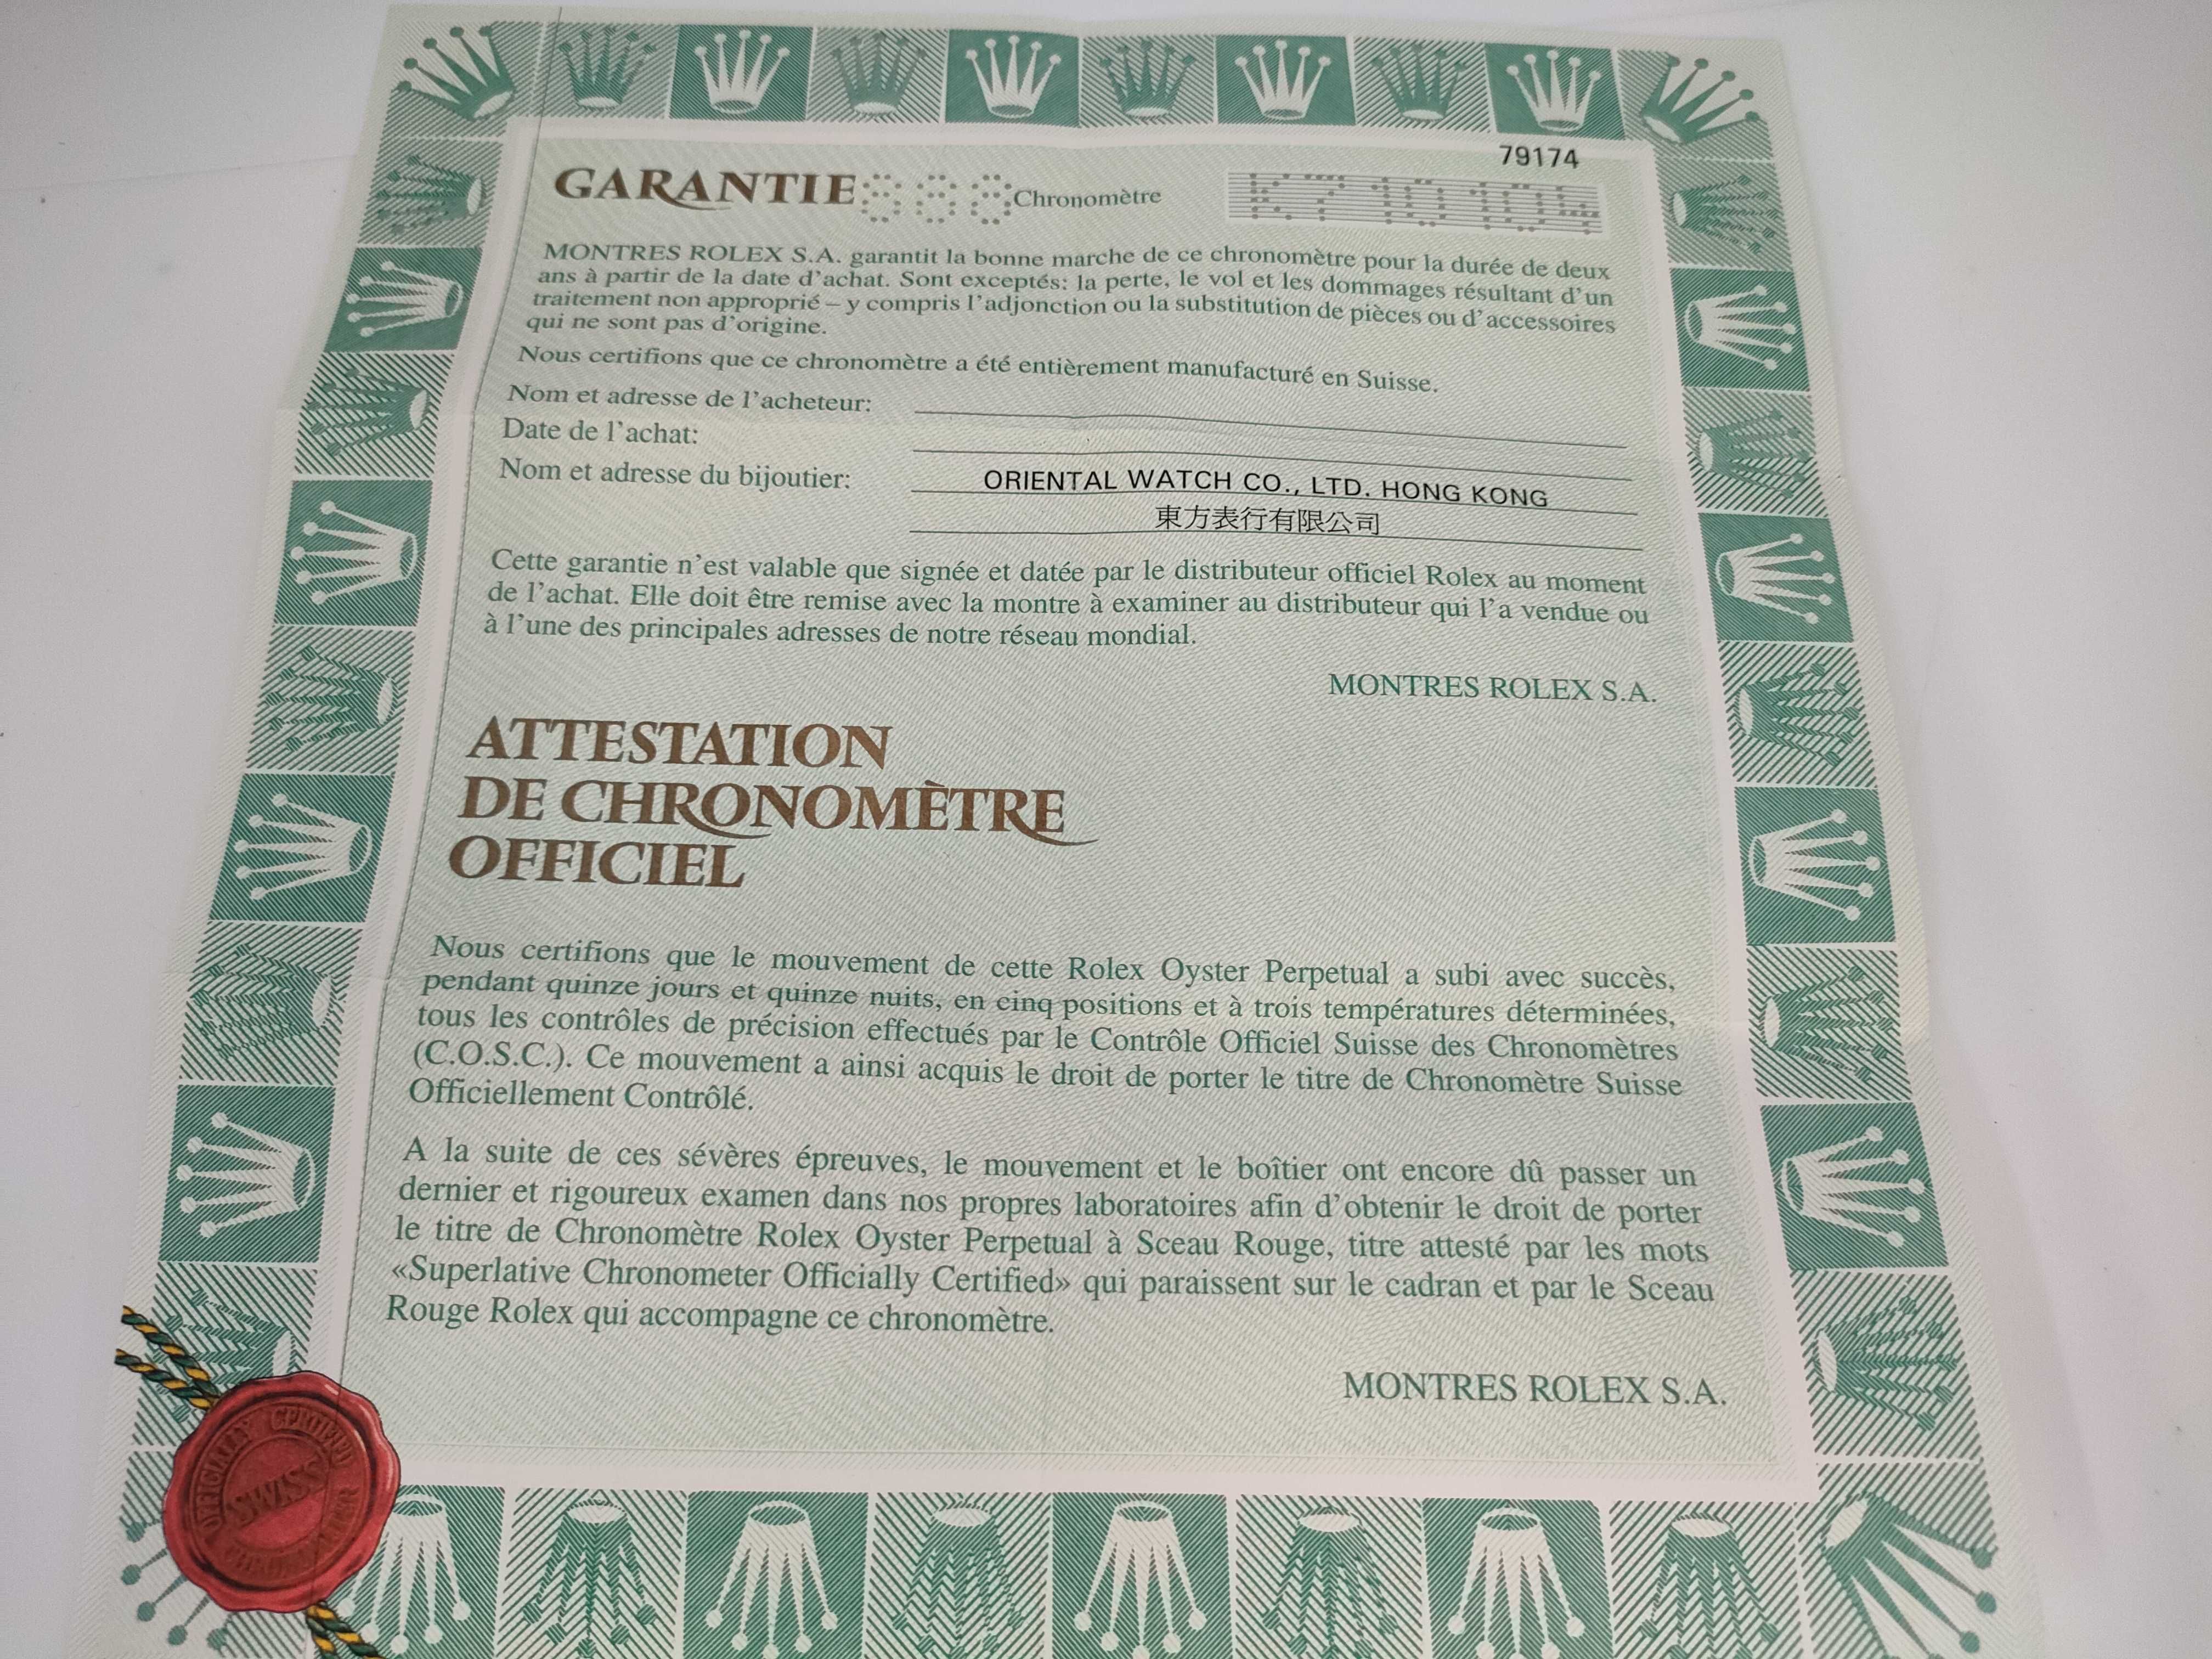 79174
GARANTIE 888 Chronomètre K710104
MONTRES ROLEX S.A. garantit la bonne marche de ce chronomètre pour la durée de deux
ans à partir de la date d'achat. Sont exceptés: la perte, le vol et les dommages résultant d'un
traitement non approprié – y compris l'adjonction ou la substitution de pièces ou d'accessoires
qui ne sont pas d'origine.
Nous certifions que ce chronomètre a été entièrement manufacturé en Suisse.
Nom et adresse de l'acheteur:
Date de l'achat:
Nom et adresse du bijoutier: ORIENTAL WATCH CO., LTD. HONG KONG
東方表行有限公司
Cette garantie n'est valable que signée et datée par le distributeur officiel Rolex au moment
de l'achat. Elle doit être remise avec la montre à examiner au distributeur qui l'a vendue ou
à l'une des principales adresses de notre réseau mondial.
MONTRES ROLEX S.A.
ATTESTATION
DE CHRONOMÈTRE
OFFICIEL
Nous certifions que le mouvement de cette Rolex Oyster Perpetual a subi avec succès,
pendant quinze jours et quinze nuits, en cinq positions et à trois températures déterminées,
tous les contrôles de précision effectués par le Contrôle Officiel Suisse des Chronomètres
(C.O.S.C.). Ce mouvement a ainsi acquis le droit de porter le titre de Chronomètre Suisse
Officiellement Contrôlé.
A la suite de ces sévères épreuves, le mouvement et le boîtier ont encore dû passer un
dernier et rigoureux examen dans nos propres laboratoires afin d'obtenir le droit de porter
le titre de Chronomètre Rolex Oyster Perpetual à Sceau Rouge, titre attesté par les mots
«Superlative Chronometer Officially Certified» qui paraissent sur le cadran et par le Sceau
Rouge Rolex qui accompagne ce chronomètre.
MONTRES ROLEX S.A.
OFFICIALLY CERTIFIED
SWISS
CHRONOMETER